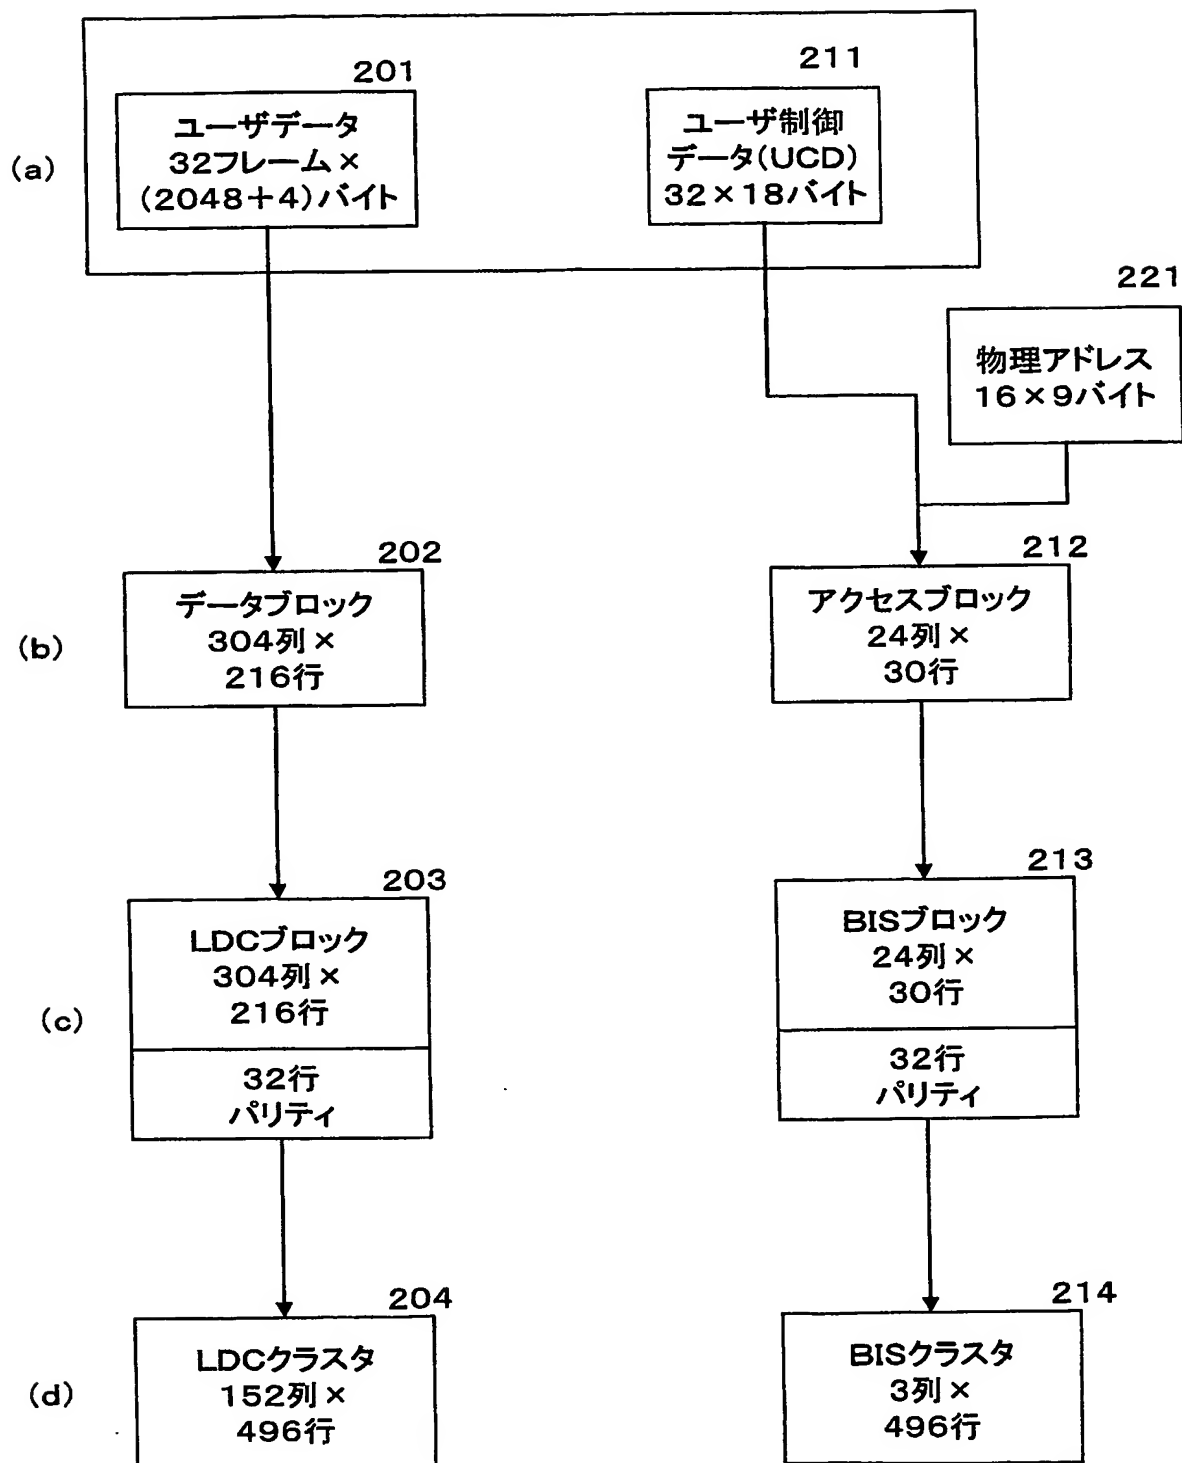 (a)
201
ユーザデータ
32フレーム×
(2048+4)バイト
211
ユーザ制御
データ(UCD)
32×18バイト
221
物理アドレス
16×9バイト
(b)
202
データブロック
304列×
216行
212
アクセスブロック
24列×
30行
(c)
203
LDCブロック
304列×
216行
32行
パリティ
213
BISブロック
24列×
30行
32行
パリティ
(d)
204
LDCクラスタ
152列×
496行
214
BISクラスタ
3列×
496行